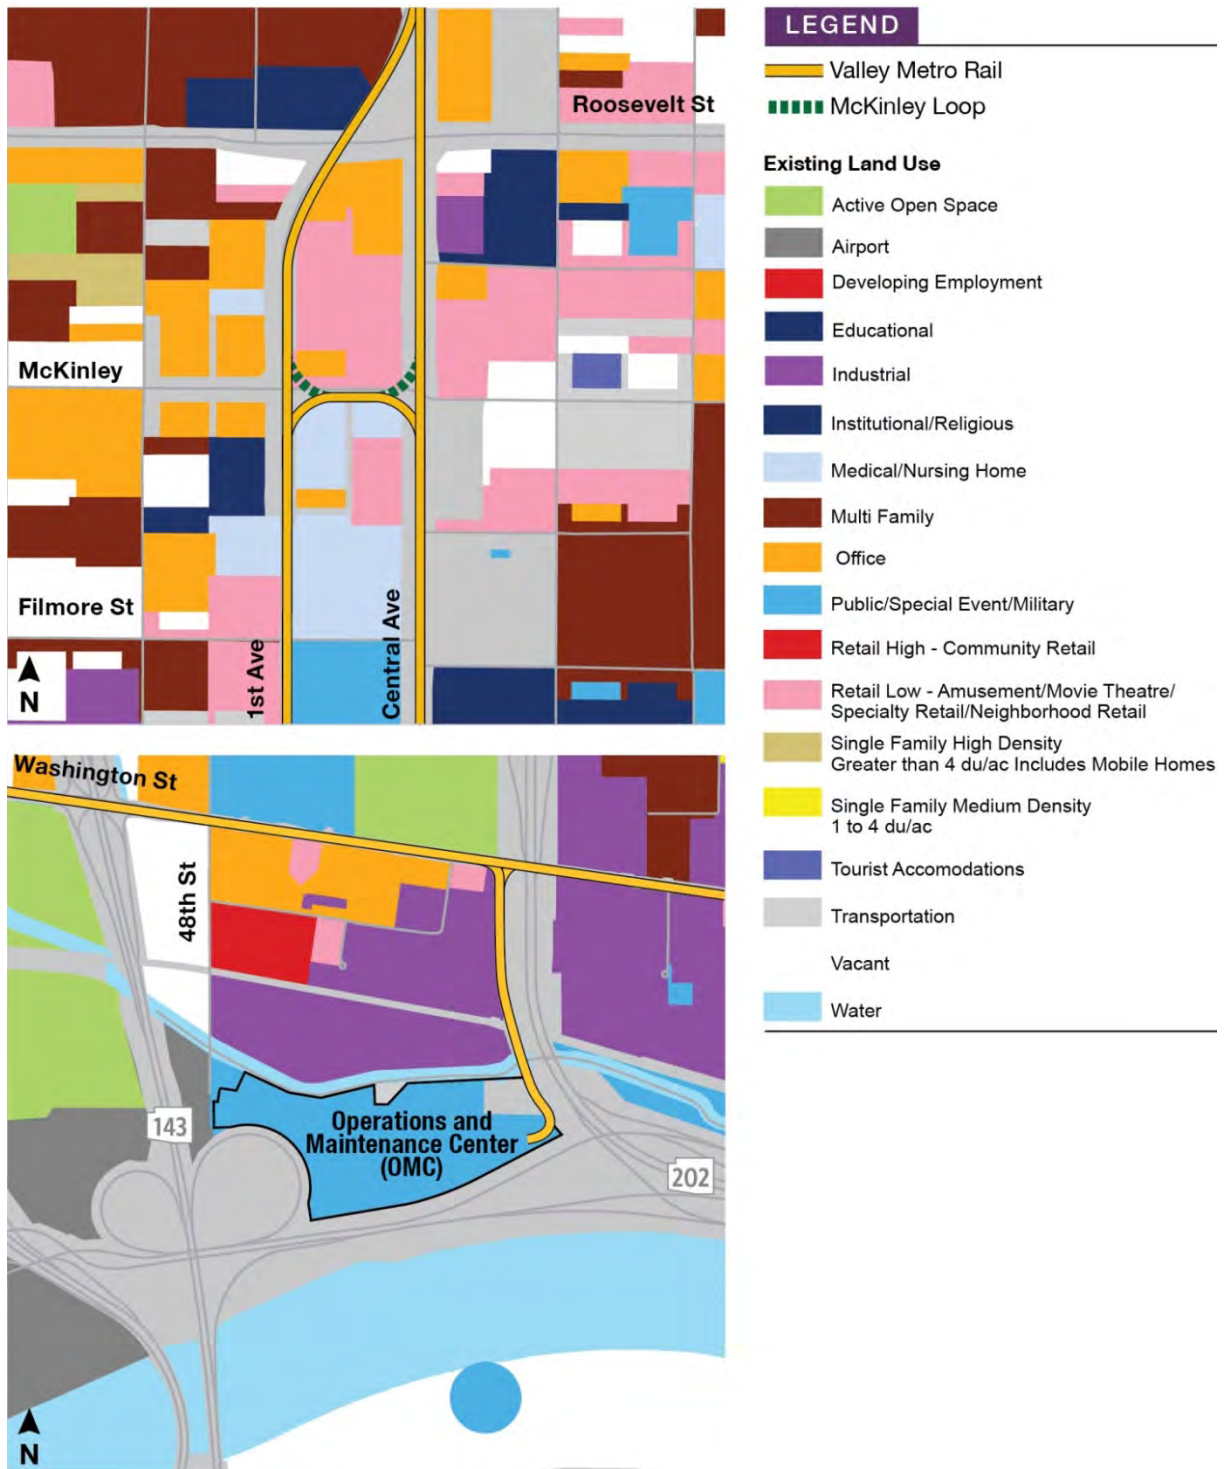 Roosevelt St
McKinley
Filmore St
1st Ave
Central Ave
N
Washington St
48th St
143
Operations and
Maintenance Center
(OMC)
202
N
LEGEND
Valley Metro Rail
McKinley Loop
Existing Land Use
Active Open Space
Airport
Developing Employment
Educational
Industrial
Institutional/Religious
Medical/Nursing Home
Multi Family
Office
Public/Special Event/Military
Retail High - Community Retail
Retail Low - Amusement/Movie Theatre/
Specialty Retail/Neighborhood Retail
Single Family High Density
Greater than 4 du/ac Includes Mobile Homes
Single Family Medium Density
1 to 4 du/ac
Tourist Accomodations
Transportation
Vacant
Water